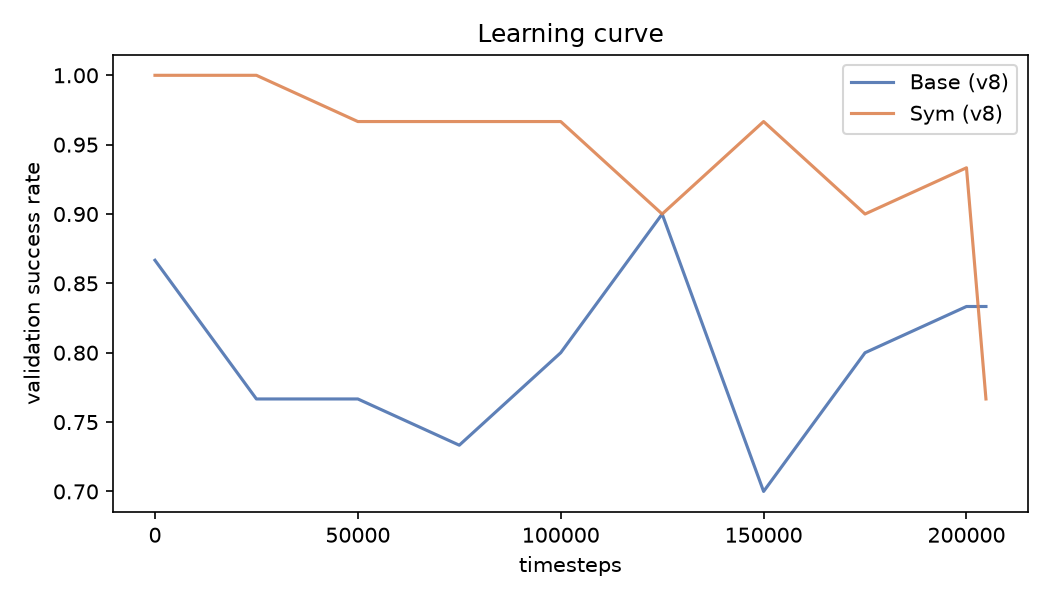 Learning curve
1.00
0.95
0.90
0.85
0.80
0.75
0.70
validation success rate
Base (v8)
Sym (v8)
0
50000
100000
150000
200000
timesteps